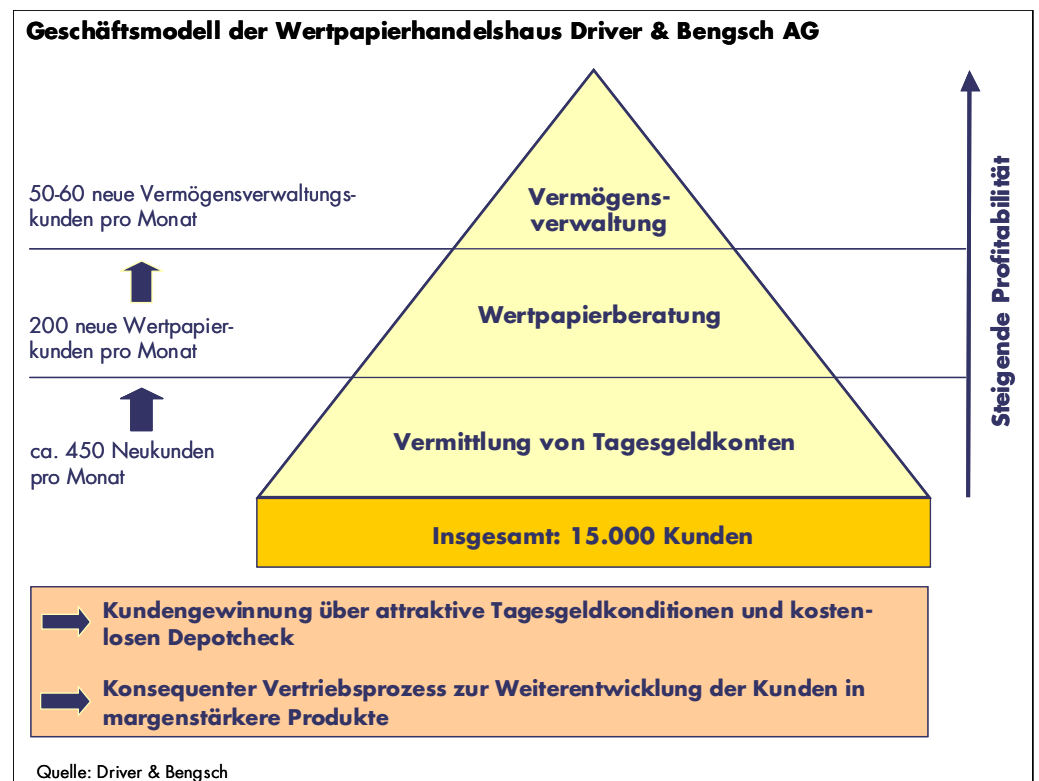 Geschäftsmodell der Wertpapierhandelshaus Driver & Bengsch AG
50-60 neue Vermögensverwaltungs-
kunden pro Monat
Vermögens-
verwaltung
200 neue Wertpapier-
kunden pro Monat
Wertpapierberatung
ca. 450 Neukunden
pro Monat
Vermittlung von Tagesgeldkonten
Steigende Profitabilität
Insgesamt: 15.000 Kunden
Kundengewinnung über attraktive Tagesgeldkonditionen und kosten-
losen Depotcheck
Konsequenter Vertriebsprozess zur Weiterentwicklung der Kunden in
margenstärkere Produkte
Quelle: Driver & Bengsch